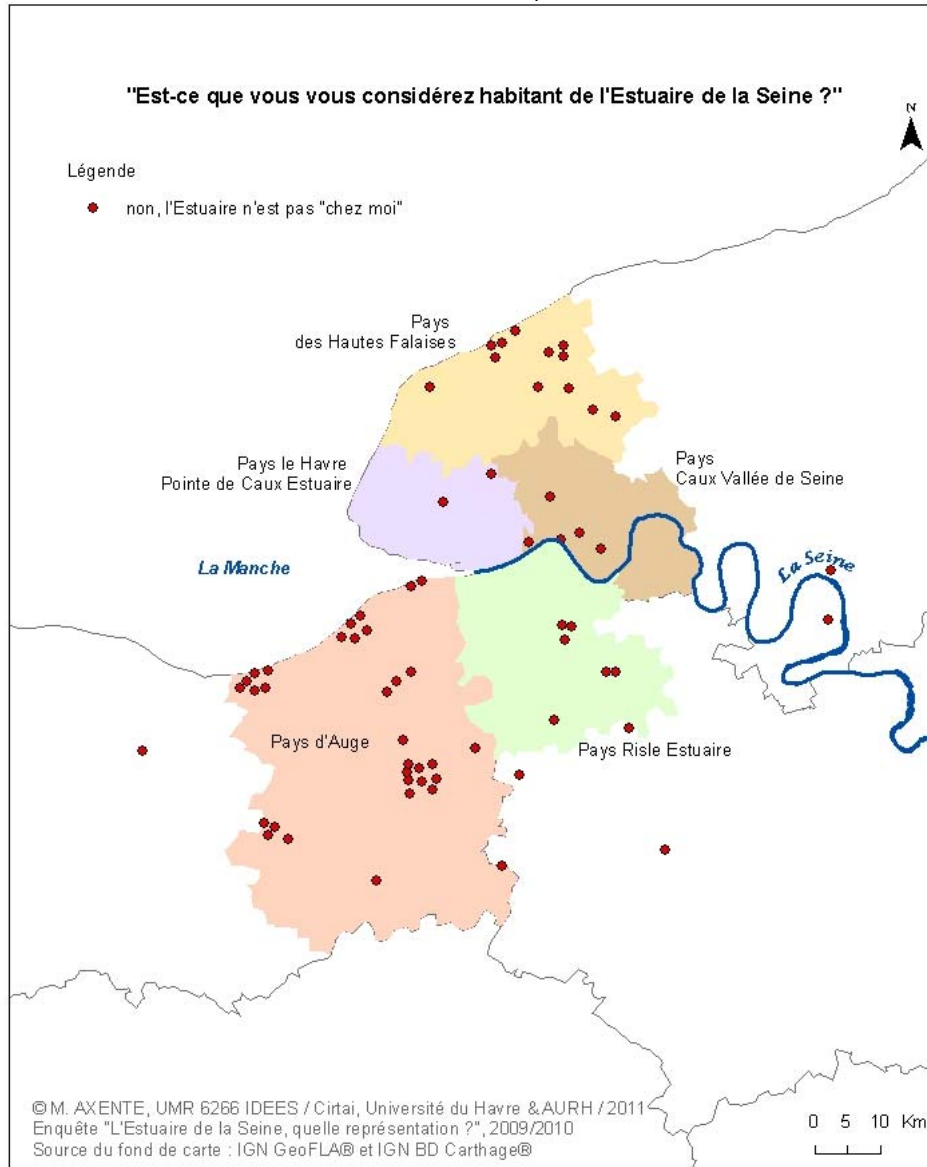 "Est-ce que vous vous considérez habitant de l'Estuaire de la Seine ?"
N
Légende
non, l'Estuaire n'est pas "chez moi"
Pays
des Hautes Falaises
Pays le Havre
Pointe de Caux Estuaire
Pays
Caux Vallée de Seine
La Manche
La Seine
Pays d'Auge
Pays Risle Estuaire
© M. AXENTE, UMR 6266 IDEES / Cirtai, Université du Havre & AURH / 2011
Enquête "L'Estuaire de la Seine, quelle représentation ?", 2009/2010
Source du fond de carte : IGN GeoFLA® et IGN BD Carthage®
0 5 10 Km